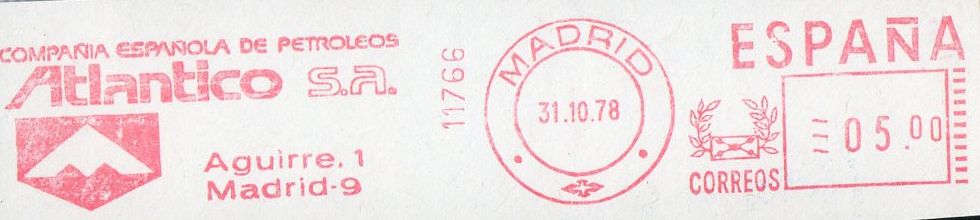 COMPAÑIA ESPAÑOLA DE PETROLEOS
Atlantico S.A.
Aguirre, 1
Madrid-9
11766
MADRID
31.10.78
ESPAÑA
05.00
CORREOS